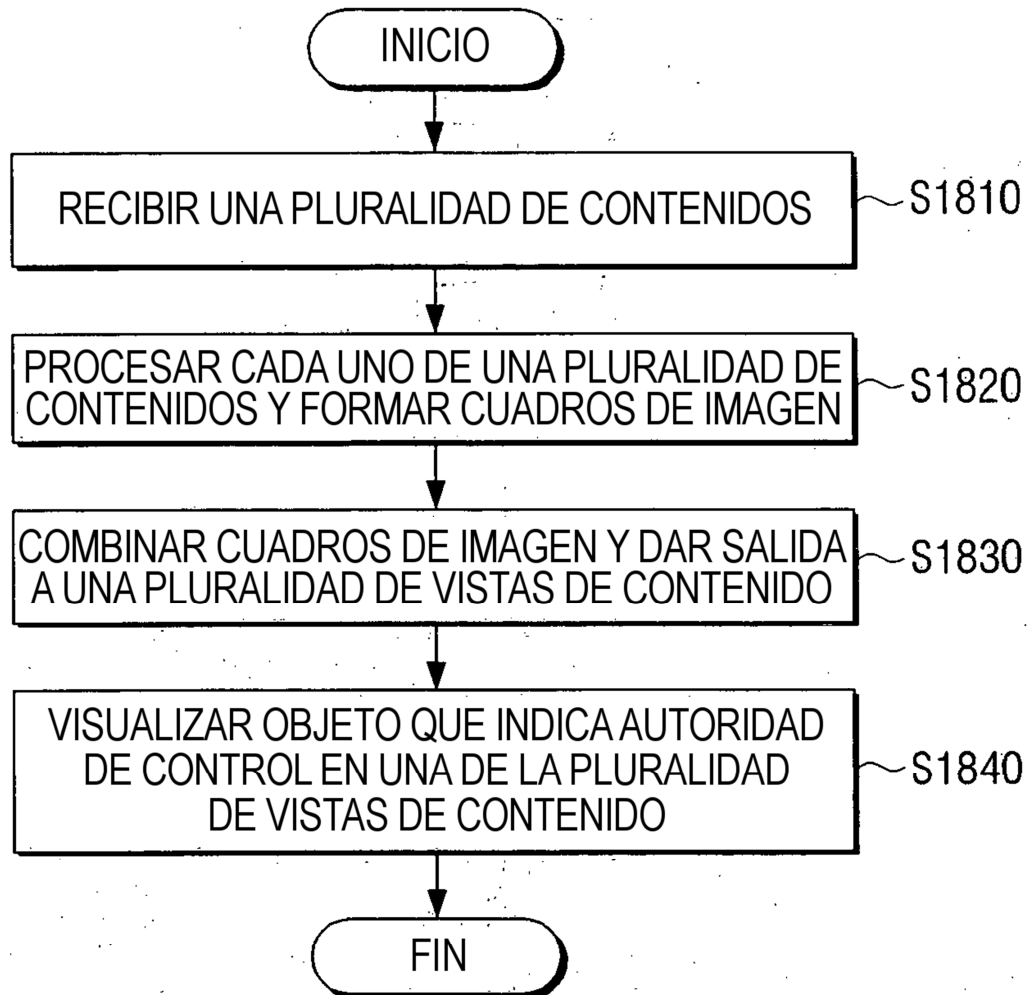 INICIO
RECIBIR UNA PLURALIDAD DE CONTENIDOS
S1810
PROCESAR CADA UNO DE UNA PLURALIDAD DE
CONTENIDOS Y FORMAR CUADROS DE IMAGEN
S1820
COMBINAR CUADROS DE IMAGEN Y DAR SALIDA
A UNA PLURALIDAD DE VISTAS DE CONTENIDO
S1830
VISUALIZAR OBJETO QUE INDICA AUTORIDAD
DE CONTROL EN UNA DE LA PLURALIDAD
DE VISTAS DE CONTENIDO
S1840
FIN